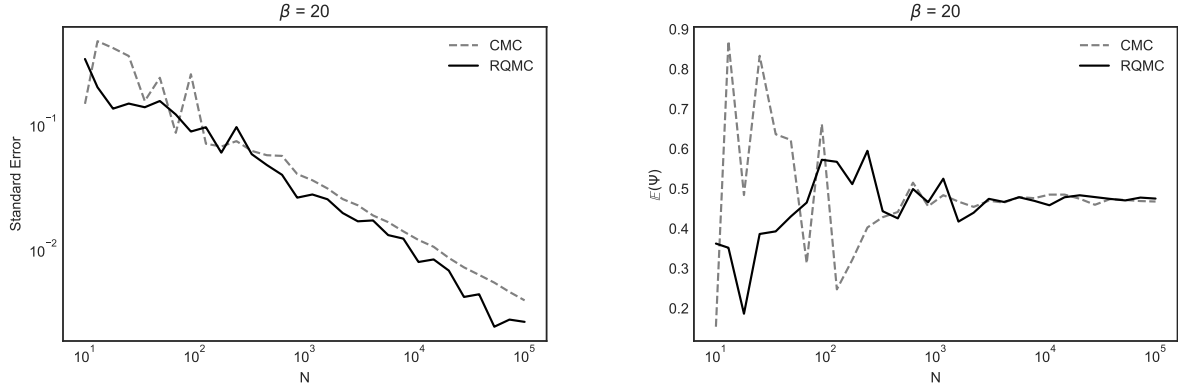 β = 20
CMC
RQMC
10⁻¹
10⁻²
Standard Error
10¹
10²
10³
10⁴
10⁵
N
β = 20
CMC
RQMC
0.9
0.8
0.7
0.6
0.5
0.4
0.3
0.2
𝔼(Ψ)
10¹
10²
10³
10⁴
10⁵
N